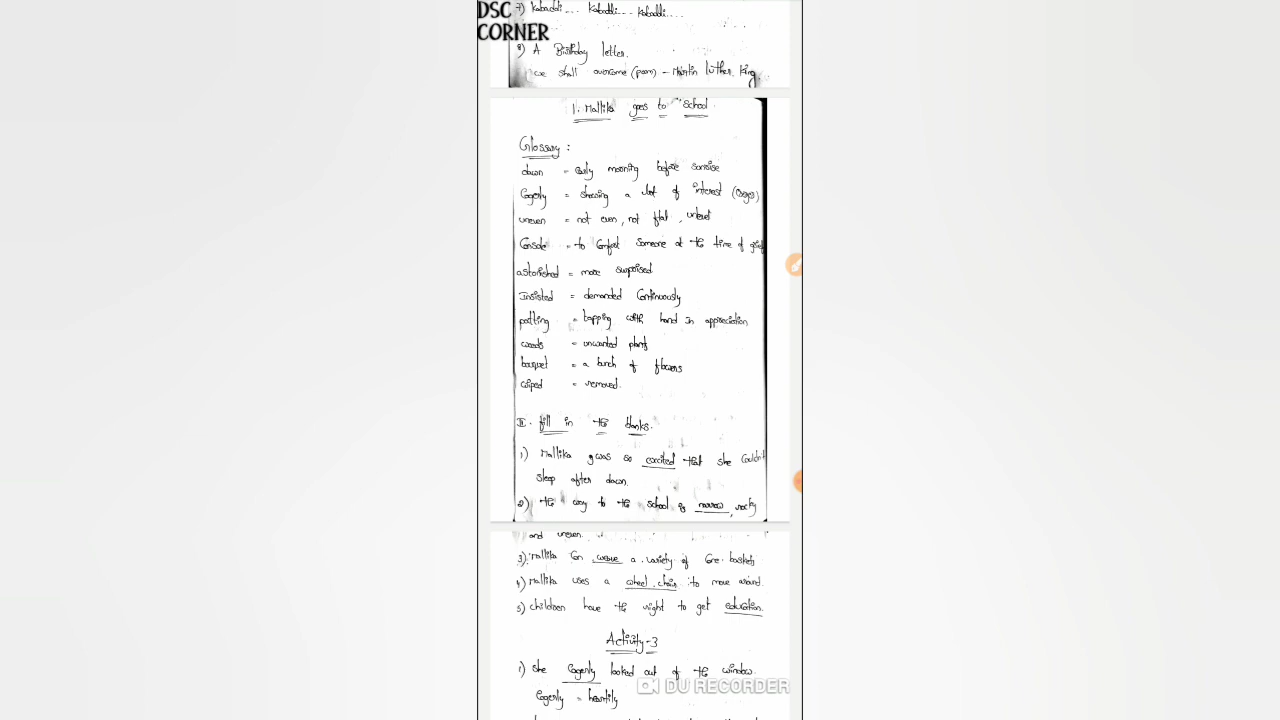 DSC
CORNER
7) Kabaddi... Kabaddi... Kabaddi....
8) A Birthday letter.
we shall overcome (poem) - Martin luther King.
1. Mallika goes to School
Glossary :
dawn = early morning before sunrise
Eagerly = showing a lot of interest (Eager)
uneven = not even, not flat,
Console = to Comfort Someone at the time of grief
astonished = more surprised
Insisted = demanded Continuously
patting = tapping with hand In appreciation
weeds = unwanted plants
bouquet = a bunch of flowers
wiped = removed.
II. fill in the blanks.
1) Mallika was so excited that she Couldn't
sleep after dawn.
2) the way to the school is narrow, rocky
and uneven.
3) Mallika Can weave a variety of Cane baskets
4) Mallika uses a wheel chair to move around.
5) children have the right to get education.
Activity-3
1) she Eagerly looked out of the window.
Eagerly = heartily
DU RECORDER